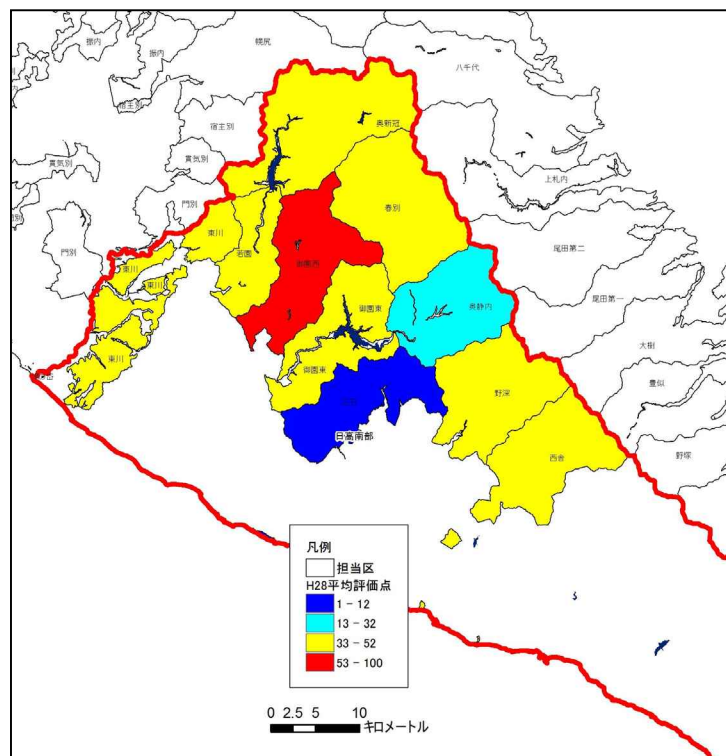 振内
振内
幌尻
八千代
宿主別
宿主別
貫気別
貫気別
奥新冠
上札内
門別
門別
春別
東川
岩園
尾田第二
東川
東川
御園東
奥静内
尾田第一
大樹
東川
御園東
野深
豊似
西舎
野塚
日高南部
凡例
担当区
H28平均評価点
1 - 12
13 - 32
33 - 52
53 - 100
0 2.5 5 10
キロメートル